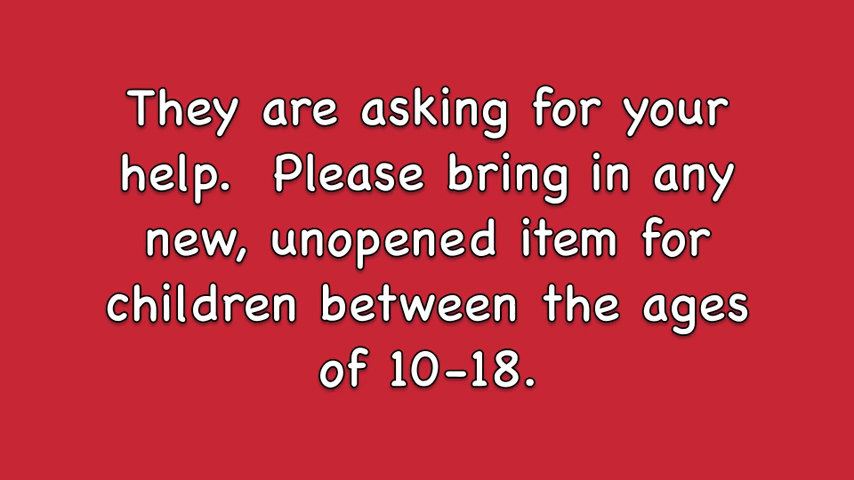 They are asking for your
help.  Please bring in any
new, unopened item for
children between the ages
of 10-18.